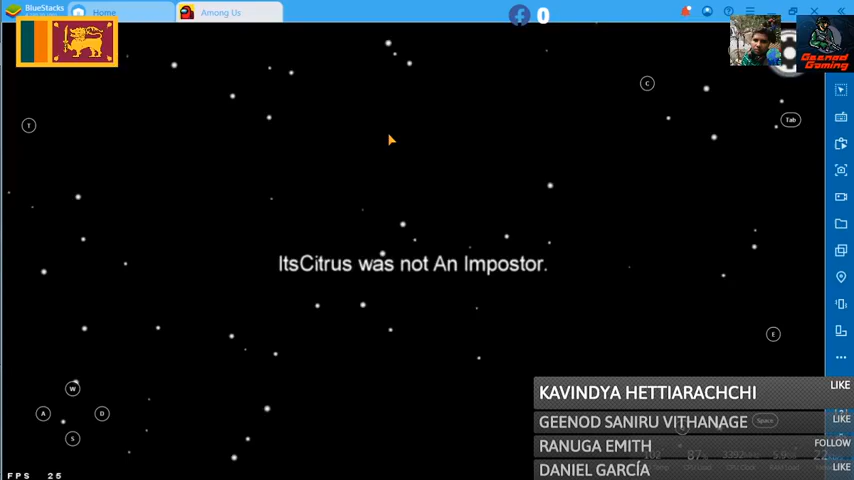 BlueStacks
Home
Among Us
0
Geenod
Gaming
T
C
Tab
ItsCitrus was not An Impostor.
E
W
A
D
S
Space
KAVINDYA HETTIARACHCHI LIKE
GEENOD SANIRU VITHANAGE LIKE
RANUGA EMITH FOLLOW
DANIEL GARCÍA LIKE
FPS 25